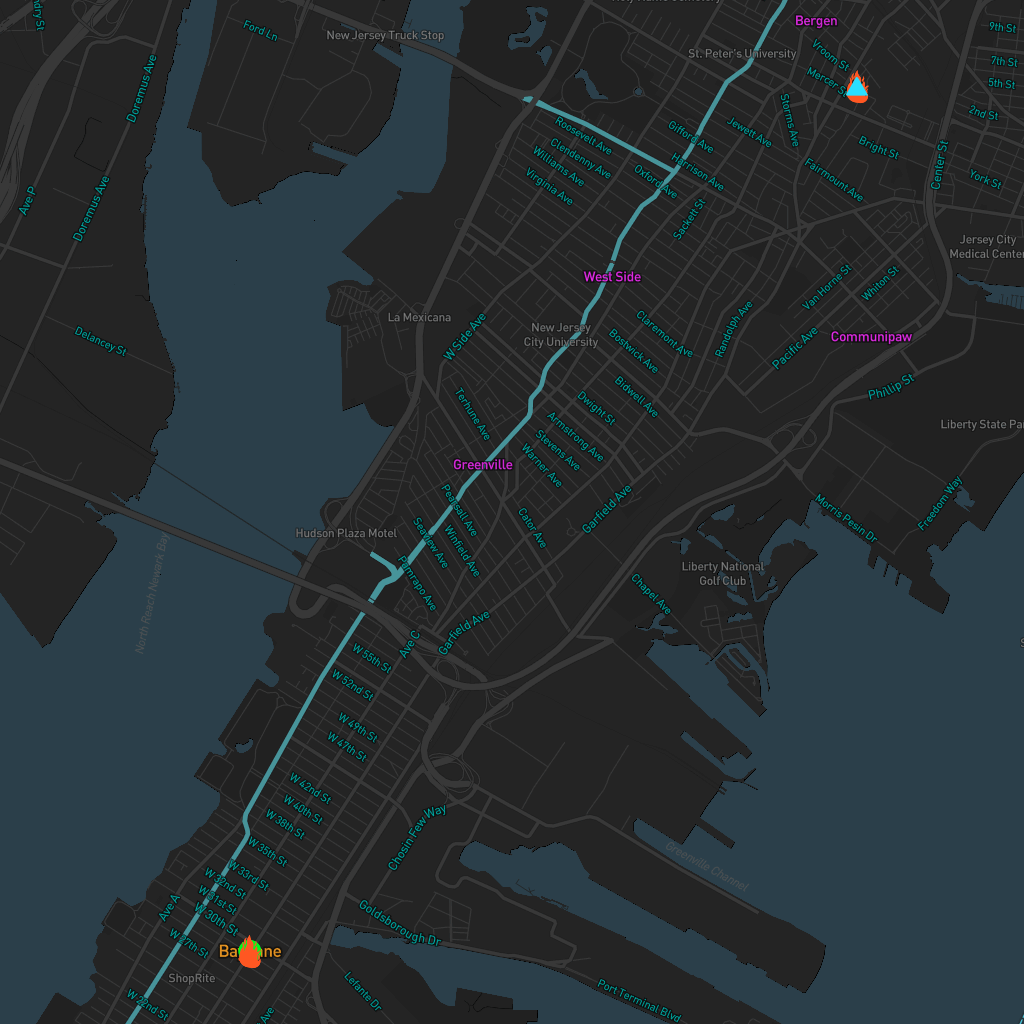 Bergen
Ford Ln
New Jersey Truck Stop
9th St
Vroom St
St. Peter's University
7th St
Doremus Ave
Mercer St
5th St
Storms Ave
2nd St
Roosevelt Ave
Gifford Ave
Jewett Ave
Clendenny Ave
Bright St
Center St
Williams Ave
Harrison Ave
Fairmount Ave
York St
Virginia Ave
Oxford Ave
Ave P
Doremus Ave
Sackett St
Jersey City
Medical Center
West Side
Van Horne St
Whiton St
La Mexicana
W Side Ave
New Jersey
City University
Claremont Ave
Randolph Ave
Communipaw
Delancey St
Bostwick Ave
Pacific Ave
Phillip St
Bidwell Ave
Terhune Ave
Dwight St
Armstrong Ave
Liberty State Par
Stevens Ave
Greenville
Warner Ave
Pearsall Ave
Garfield Ave
Freedom Way
Morris Pesin Dr
Hudson Plaza Motel
Seaview Ave
Winfield Ave
Cator Ave
Liberty National
Golf Club
North Reach Newark Bay
Pamrapo Ave
Chapel Ave
Garfield Ave
Ave C
W 55th St
W 52nd St
W 49th St
W 47th St
W 42nd St
W 40th St
W 38th St
Chosin Few Way
W 35th St
Greenville Channel
W 33rd St
W 32nd St
W 31st St
Ave A
W 30th St
Goldsborough Dr
W 27th St
Bayonne
ShopRite
Lefante Dr
Port Terminal Blvd
W 22nd St
Ave